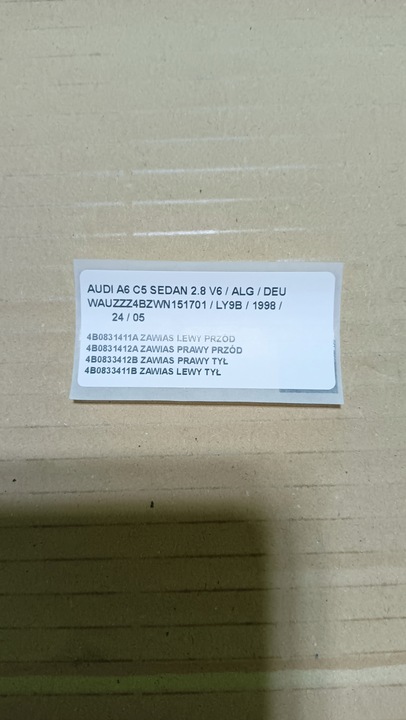 AUDI A6 C5 SEDAN 2.8 V6 / ALG / DEU
WAUZZZ4BZWN151701 / LY9B / 1998 /
24 / 05
4B0831411A ZAWIAS LEWY PRZÓD
4B0831412A ZAWIAS PRAWY PRZÓD
4B0833412B ZAWIAS PRAWY TYŁ
4B0833411B ZAWIAS LEWY TYŁ